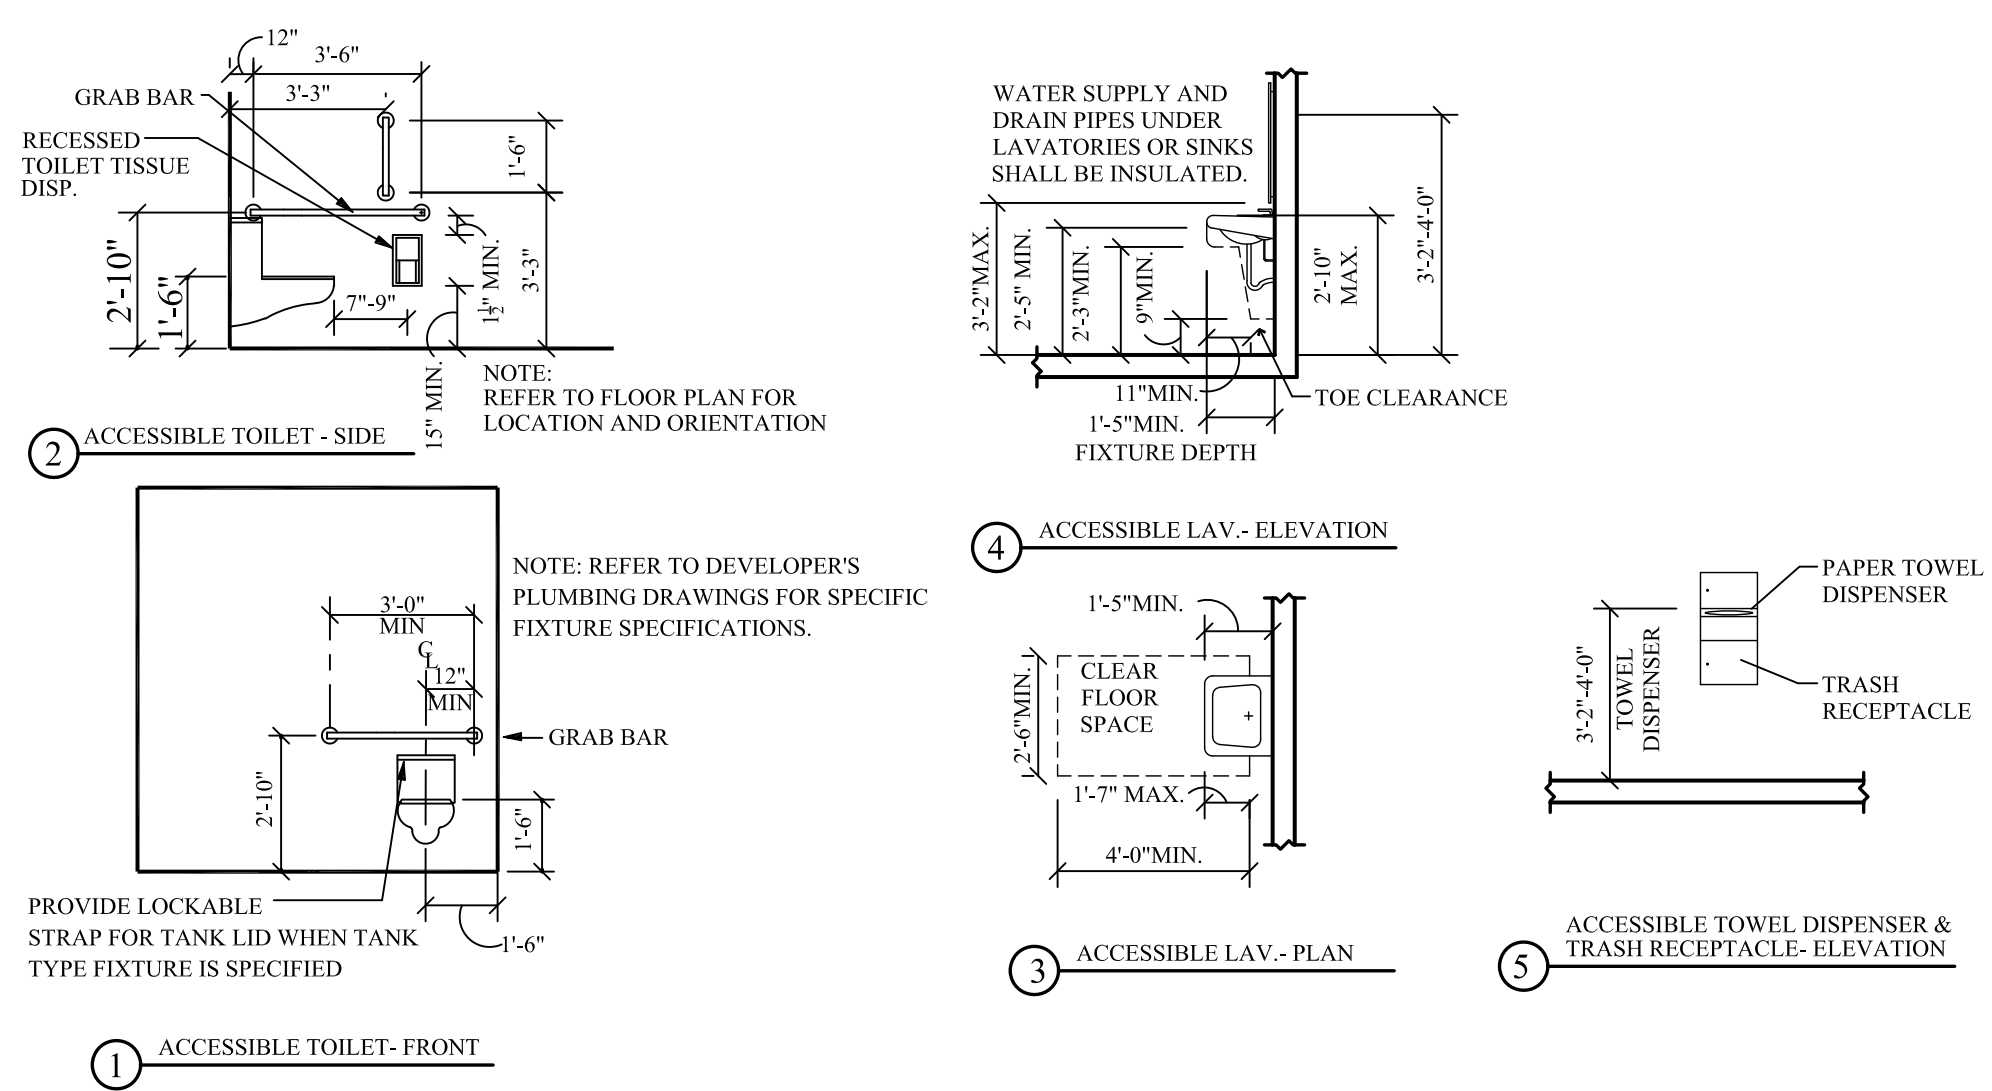 12"
3'-6"
GRAB BAR
3'-3"
RECESSED
TOILET TISSUE
DISP.
1'-6"
2'-10"
1'-6"
7"-9"
1 1/2" MIN.
3'-3"
15" MIN.
NOTE:
REFER TO FLOOR PLAN FOR
LOCATION AND ORIENTATION
2
ACCESSIBLE TOILET - SIDE
WATER SUPPLY AND
DRAIN PIPES UNDER
LAVATORIES OR SINKS
SHALL BE INSULATED.
3'-2"MAX.
2'-5" MIN.
2'-3"MIN.
9"MIN.
2'-10"
MAX.
3'-2"-4'-0"
11"MIN.
TOE CLEARANCE
1'-5"MIN.
FIXTURE DEPTH
4
ACCESSIBLE LAV.- ELEVATION
NOTE: REFER TO DEVELOPER'S
PLUMBING DRAWINGS FOR SPECIFIC
FIXTURE SPECIFICATIONS.
3'-0"
MIN
CL
12"
MIN
GRAB BAR
2'-10"
1'-6"
PROVIDE LOCKABLE
STRAP FOR TANK LID WHEN TANK
TYPE FIXTURE IS SPECIFIED
1'-6"
1
ACCESSIBLE TOILET- FRONT
1'-5"MIN.
CLEAR
FLOOR
SPACE
2'-6"MIN.
1'-7" MAX.
4'-0"MIN.
3
ACCESSIBLE LAV.- PLAN
PAPER TOWEL
DISPENSER
3'-2"-4'-0"
TOWEL
DISPENSER
TRASH
RECEPTACLE
5
ACCESSIBLE TOWEL DISPENSER &
TRASH RECEPTACLE- ELEVATION